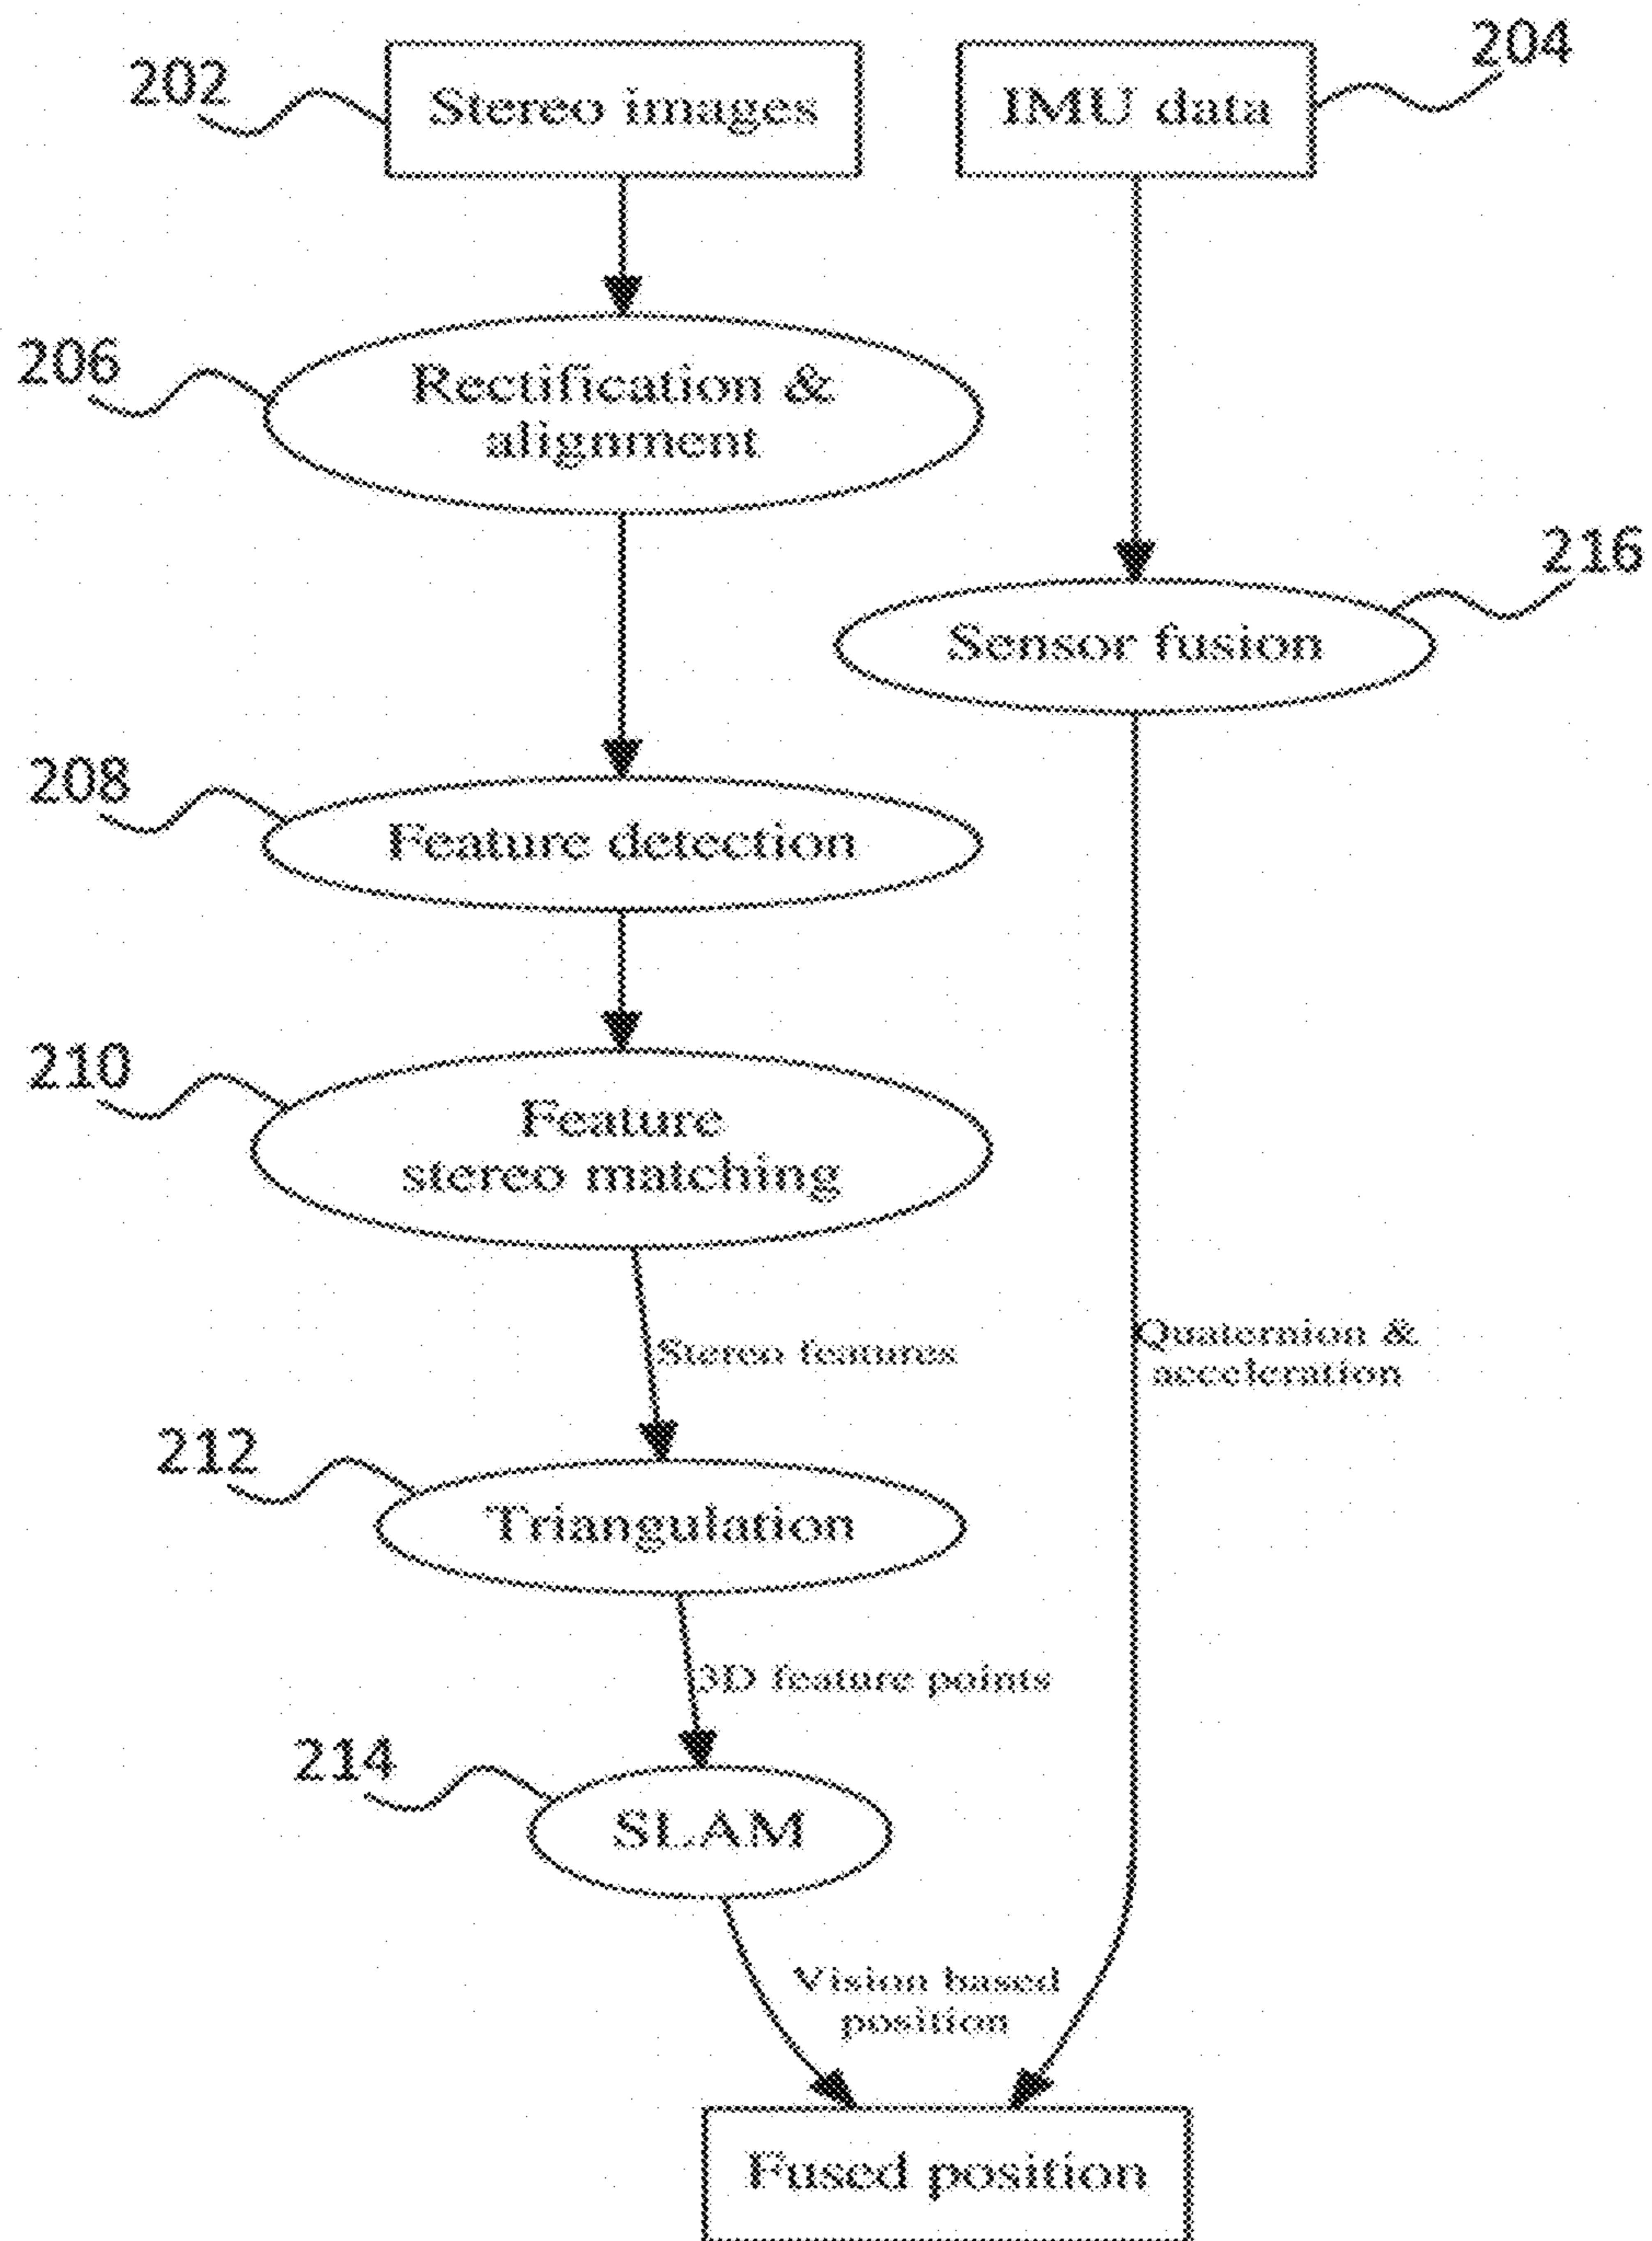 202
Stereo images
IMU data
204
206
Rectification &
alignment
216
Sensor fusion
208
Feature detection
210
Feature
stereo matching
Stereo features
Quaternion &
acceleration
212
Triangulation
3D feature points
214
SLAM
Vision based
position
Fused position